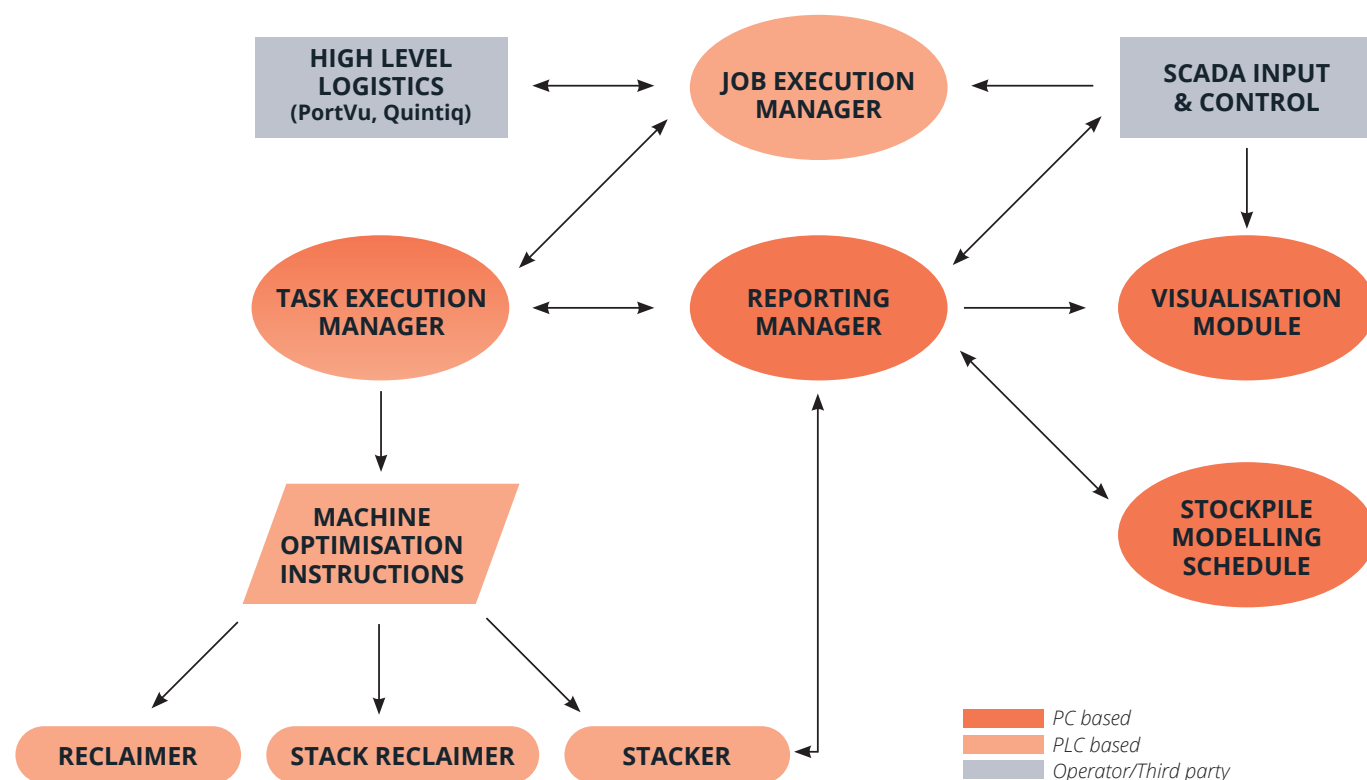 HIGH LEVEL
LOGISTICS
(PortVu, Quintiq)
JOB EXECUTION
MANAGER
SCADA INPUT
& CONTROL
TASK EXECUTION
MANAGER
REPORTING
MANAGER
VISUALISATION
MODULE
MACHINE
OPTIMISATION
INSTRUCTIONS
STOCKPILE
MODELLING
SCHEDULE
RECLAIMER
STACK RECLAIMER
STACKER
PC based
PLC based
Operator/Third party